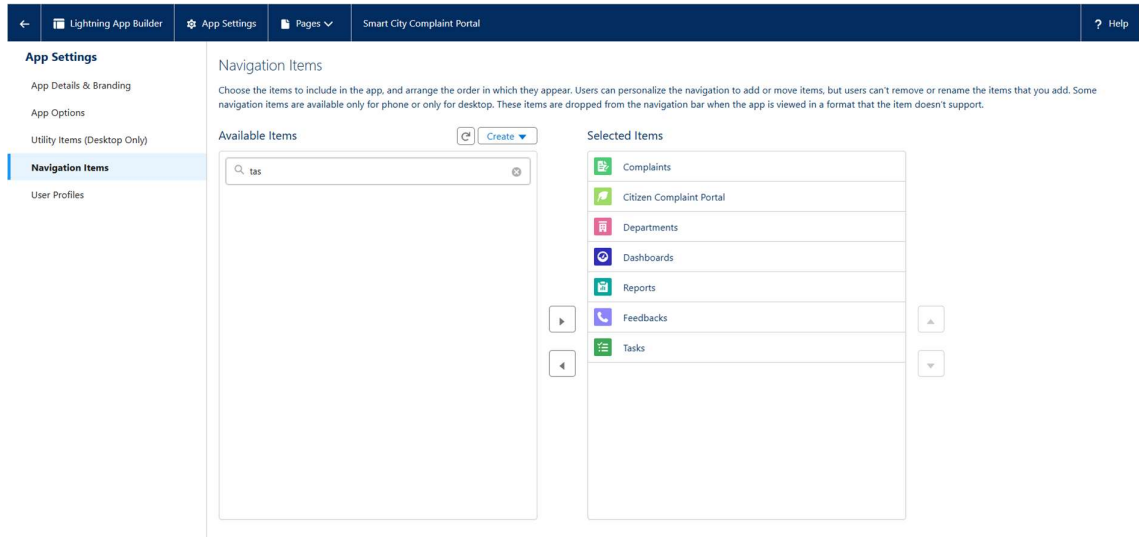 Lightning App Builder
App Settings
Pages
Smart City Complaint Portal
? Help
App Settings
App Details & Branding
App Options
Utility Items (Desktop Only)
Navigation Items
User Profiles
Navigation Items
Choose the items to include in the app, and arrange the order in which they appear. Users can personalize the navigation to add or move items, but users can't remove or rename the items that you add. Some
navigation items are available only for phone or only for desktop. These items are dropped from the navigation bar when the app is viewed in a format that the item doesn't support.
Available Items
Create
tas
Selected Items
Complaints
Citizen Complaint Portal
Departments
Dashboards
Reports
Feedbacks
Tasks